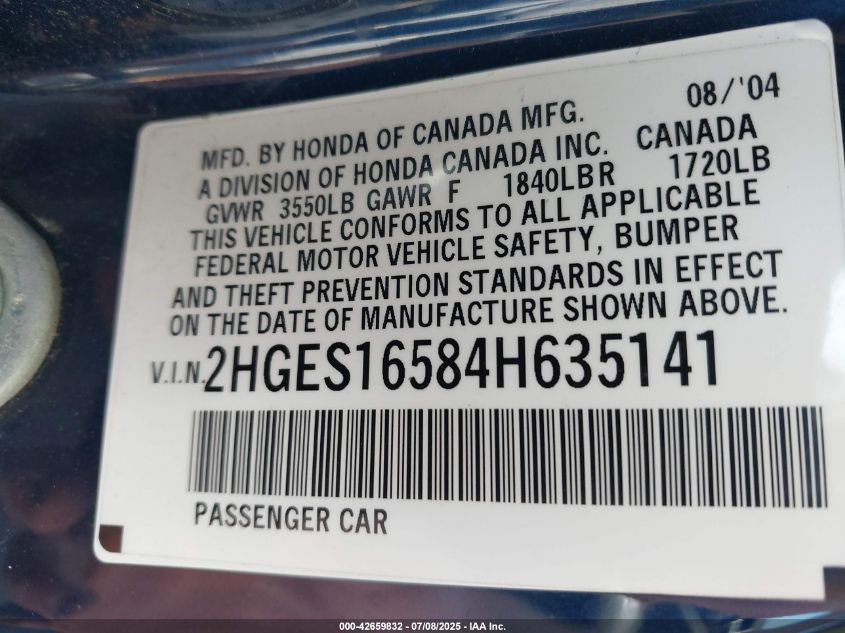 08/'04
MFD. BY HONDA OF CANADA MFG.
A DIVISION OF HONDA CANADA INC. CANADA
GVWR 3550LB GAWR F 1840LBR 1720LB
THIS VEHICLE CONFORMS TO ALL APPLICABLE
FEDERAL MOTOR VEHICLE SAFETY, BUMPER
AND THEFT PREVENTION STANDARDS IN EFFECT
ON THE DATE OF MANUFACTURE SHOWN ABOVE.
V.I.N. 2HGES16584H635141
PASSENGER CAR
000-42659832 - 07/08/2025 - IAA Inc.